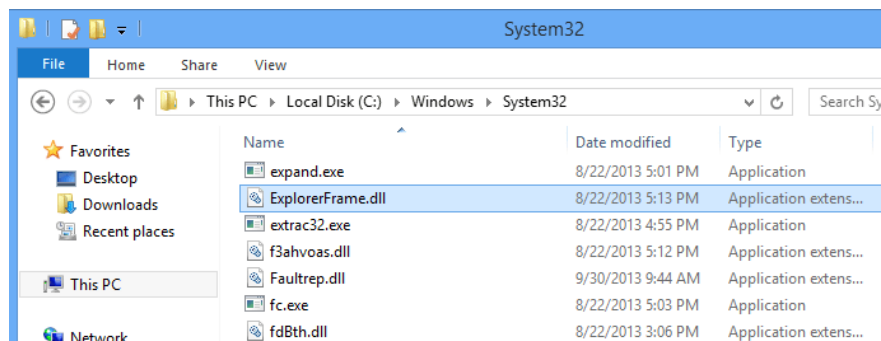 System32
File Home Share View
This PC Local Disk (C:) Windows System32 Search Sy
Favorites
Desktop
Downloads
Recent places
This PC
Network
Name Date modified Type
expand.exe 8/22/2013 5:01 PM Application
ExplorerFrame.dll 8/22/2013 5:13 PM Application extens...
extrac32.exe 8/22/2013 4:55 PM Application
f3ahvoas.dll 8/22/2013 5:12 PM Application extens...
Faultrep.dll 9/30/2013 9:44 AM Application extens...
fc.exe 8/22/2013 5:03 PM Application
fdBth.dll 8/22/2013 3:06 PM Application extens...